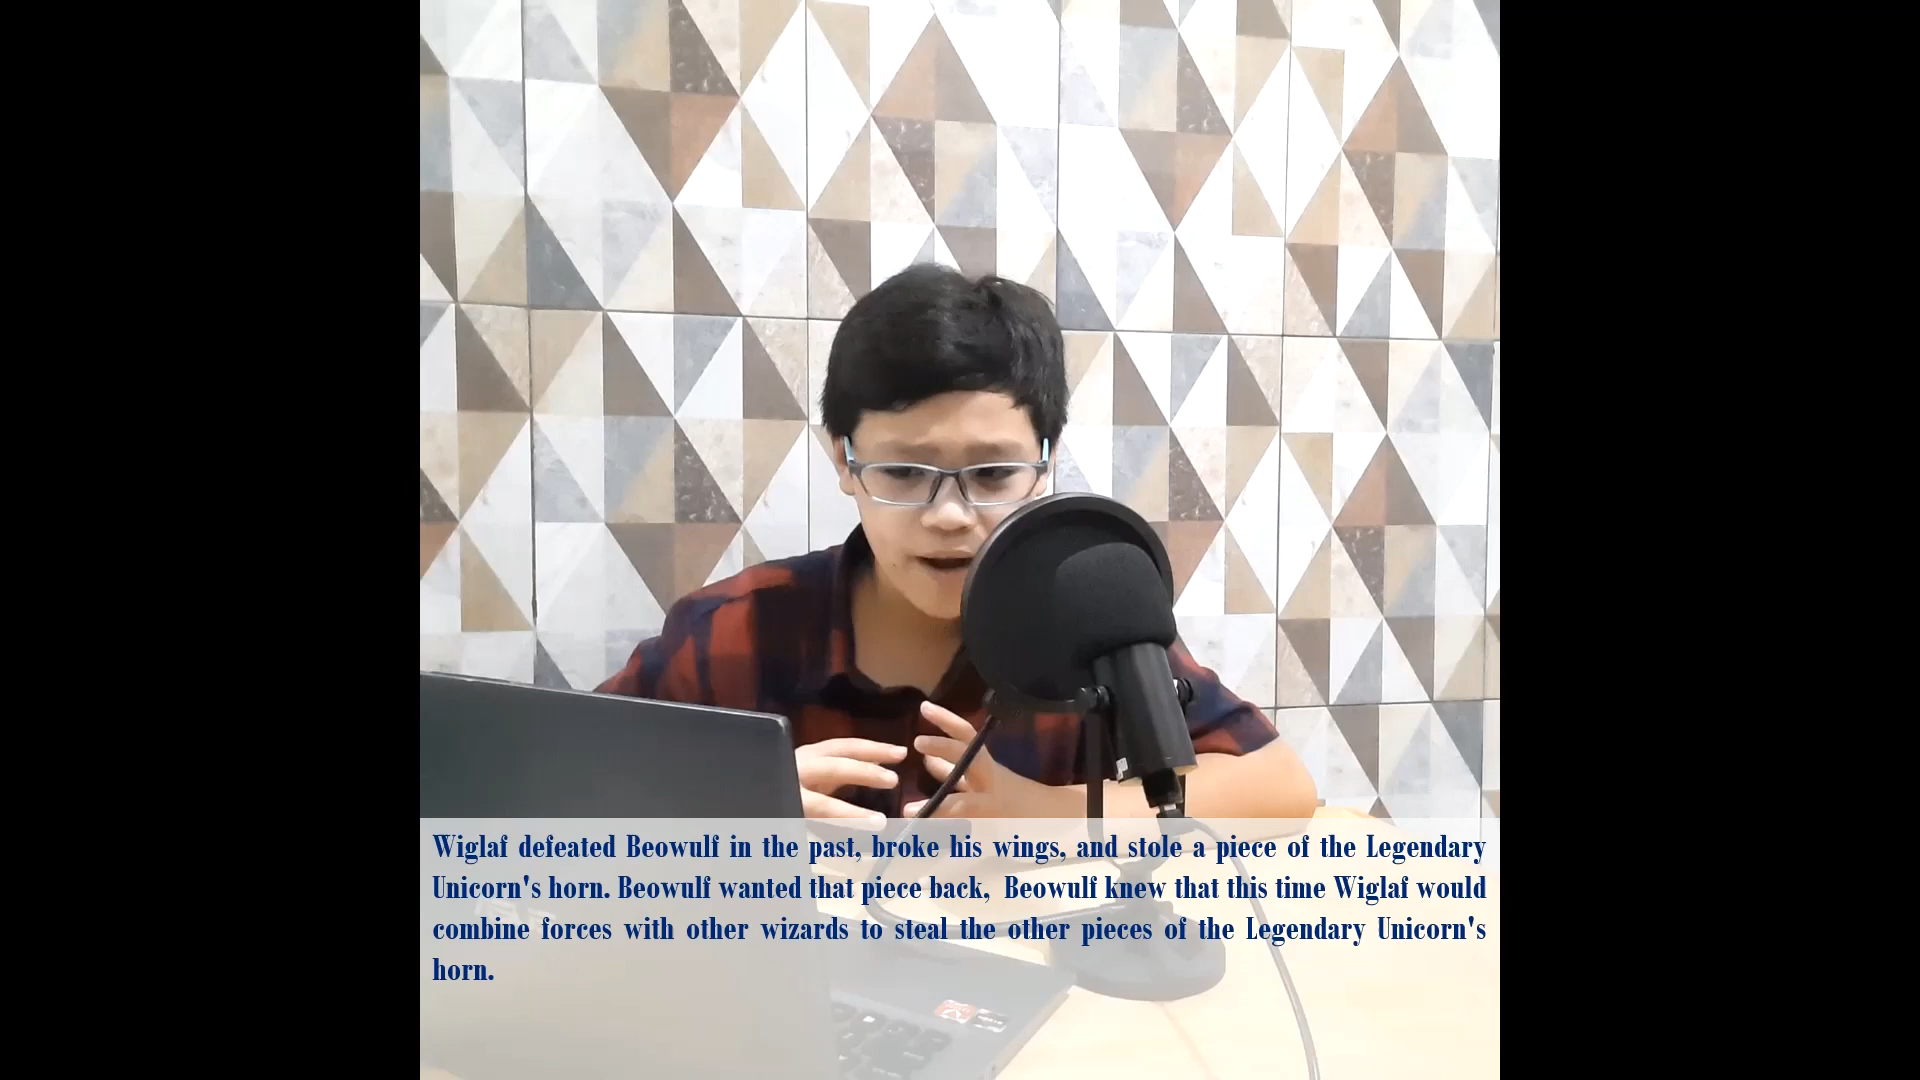 Wiglaf defeated Beowulf in the past, broke his wings, and stole a piece of the Legendary
Unicorn's horn. Beowulf wanted that piece back,  Beowulf knew that this time Wiglaf would
combine forces with other wizards to steal the other pieces of the Legendary Unicorn's
horn.